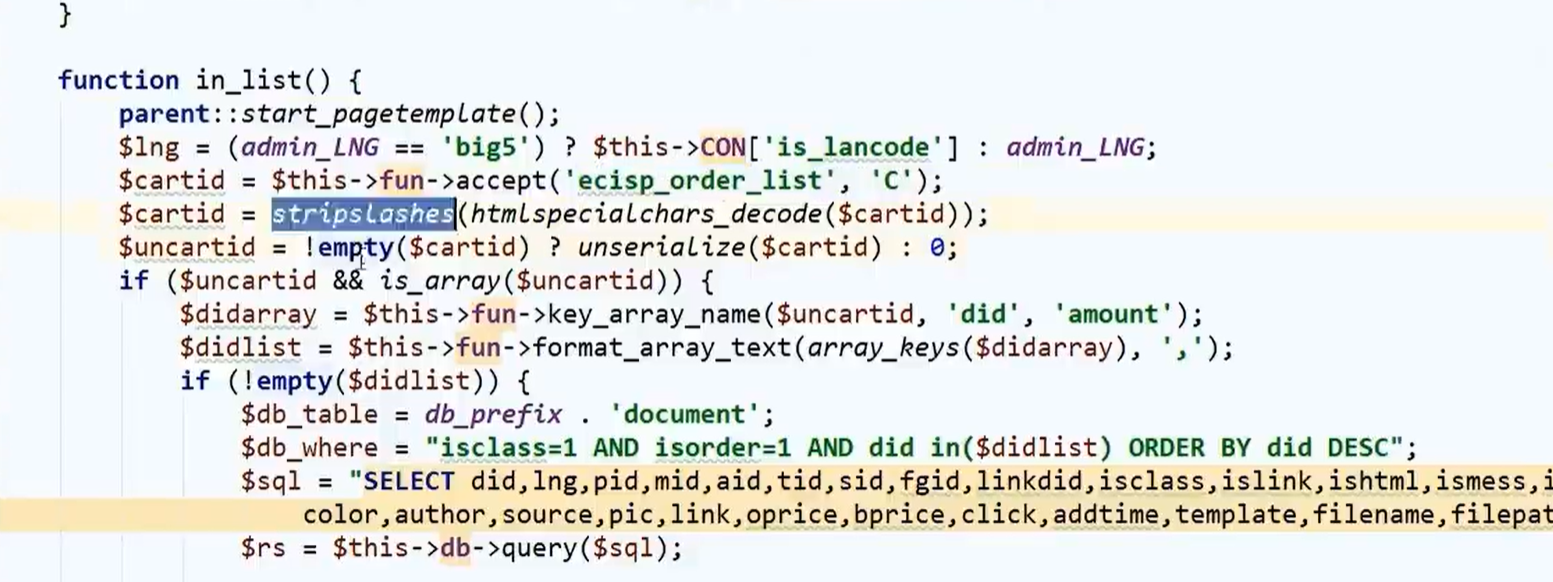 }
function in_list() {
parent::start_pagetemplate();
$lng = (admin_LNG == 'big5') ? $this->CON['is_lancode'] : admin_LNG;
$cartid = $this->fun->accept('ecisp_order_list', 'C');
$cartid = stripslashes(htmlspecialchars_decode($cartid));
$uncartid = !empty($cartid) ? unserialize($cartid) : 0;
if ($uncartid && is_array($uncartid)) {
$didarray = $this->fun->key_array_name($uncartid, 'did', 'amount');
$didlist = $this->fun->format_array_text(array_keys($didarray), ',');
if (!empty($didlist)) {
$db_table = db_prefix . 'document';
$db_where = "isclass=1 AND isorder=1 AND did in($didlist) ORDER BY did DESC";
$sql = "SELECT did,lng,pid,mid,aid,tid,sid,fgid,linkdid,isclass,islink,ishtml,ismess,i
color,author,source,pic,link,oprice,bprice,click,addtime,template,filename,filepat
$rs = $this->db->query($sql);